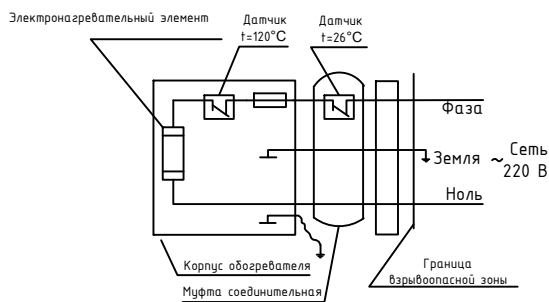 Электронагревательный элемент
Датчик
t=120°C
Датчик
t=26°C
Фаза
Земля
~ Сеть
220 В
Ноль
Корпус обогревателя
Муфта соединительная
Граница
взрывоопасной зоны